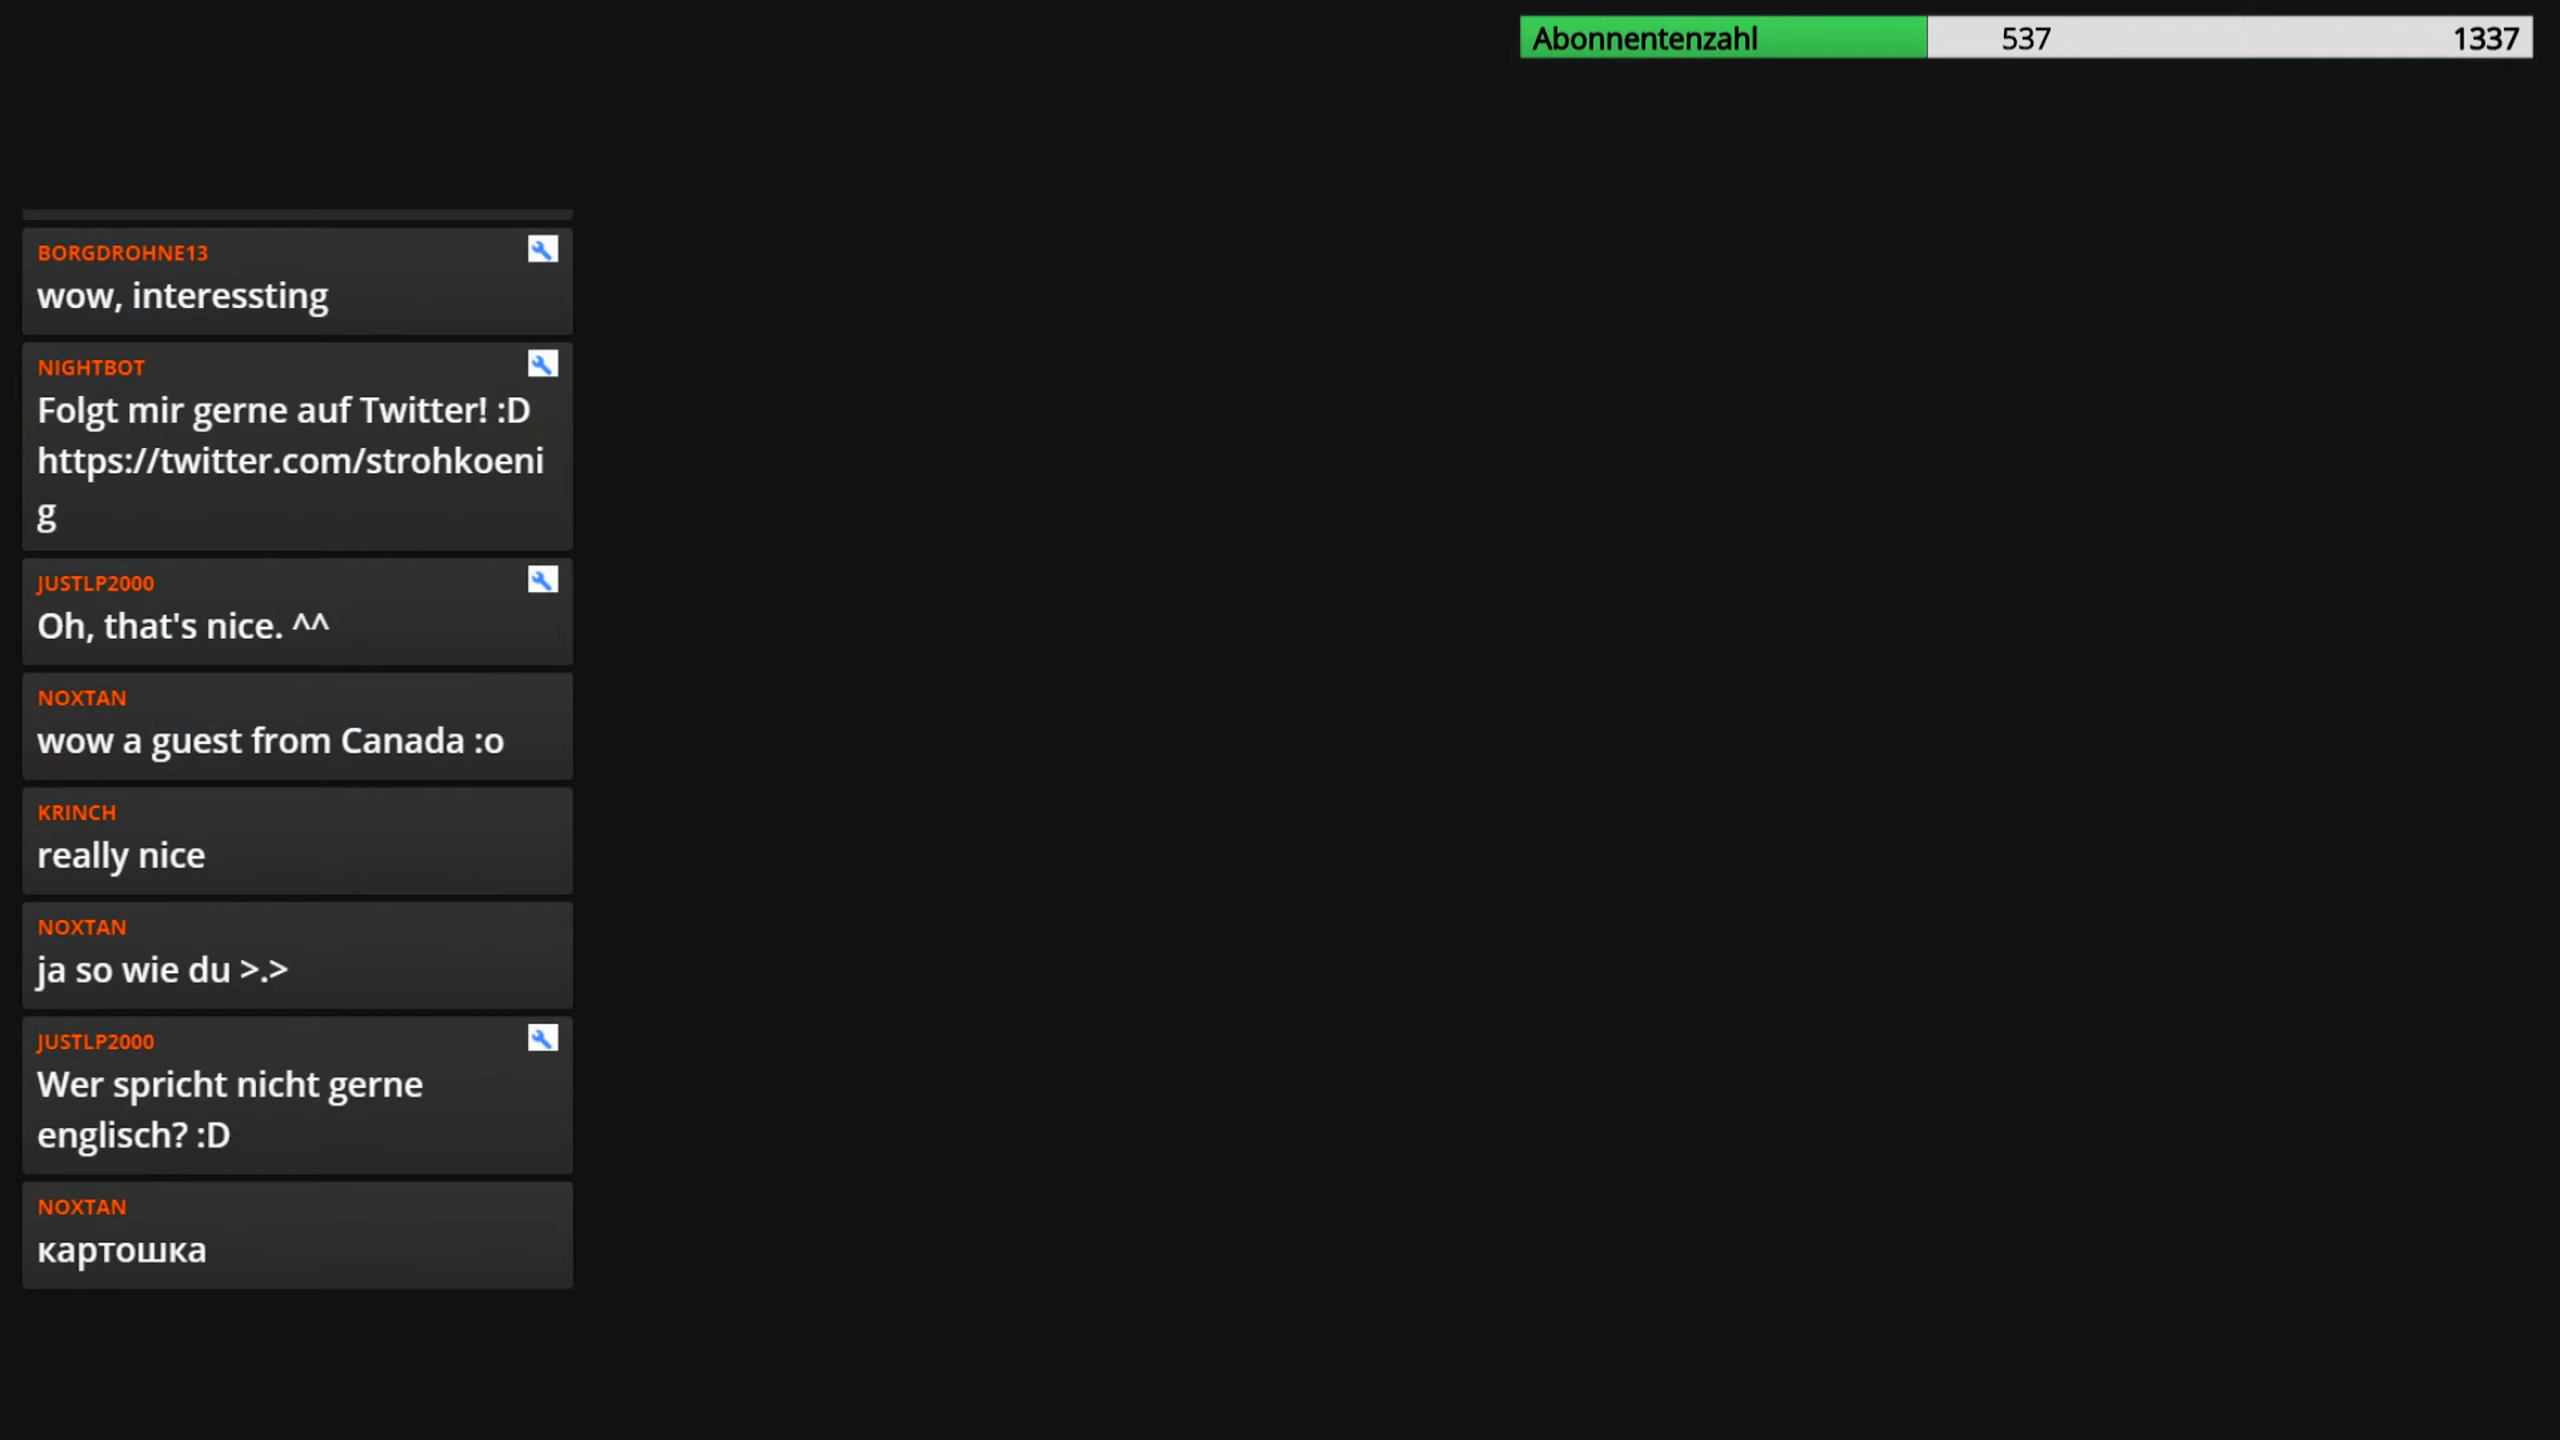 Abonnentenzahl 537 1337
BORGDROHNE13
wow, interessting
NIGHTBOT
Folgt mir gerne auf Twitter! :D
https://twitter.com/strohkoeni
g
JUSTLP2000
Oh, that's nice. ^^
NOXTAN
wow a guest from Canada :o
KRINCH
really nice
NOXTAN
ja so wie du >.>
JUSTLP2000
Wer spricht nicht gerne
englisch? :D
NOXTAN
картошка